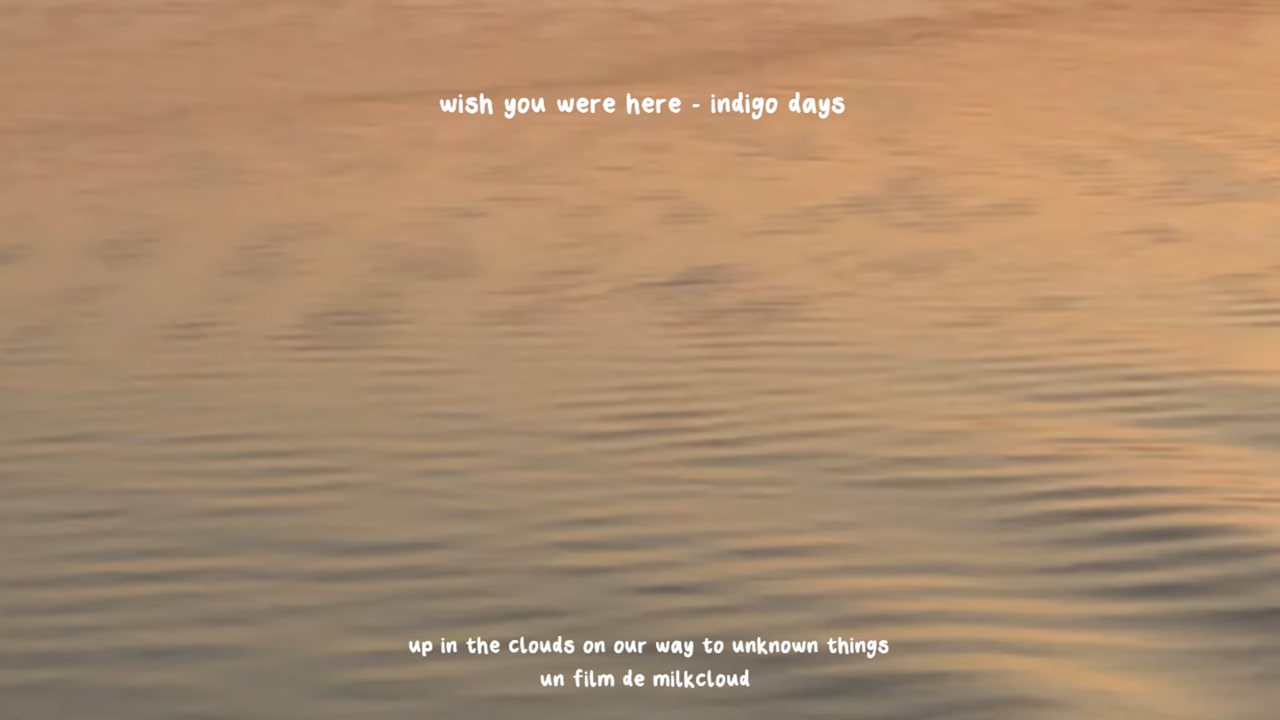 wish you were here - indigo days
up in the clouds on our way to unknown things
un film de milkcloud